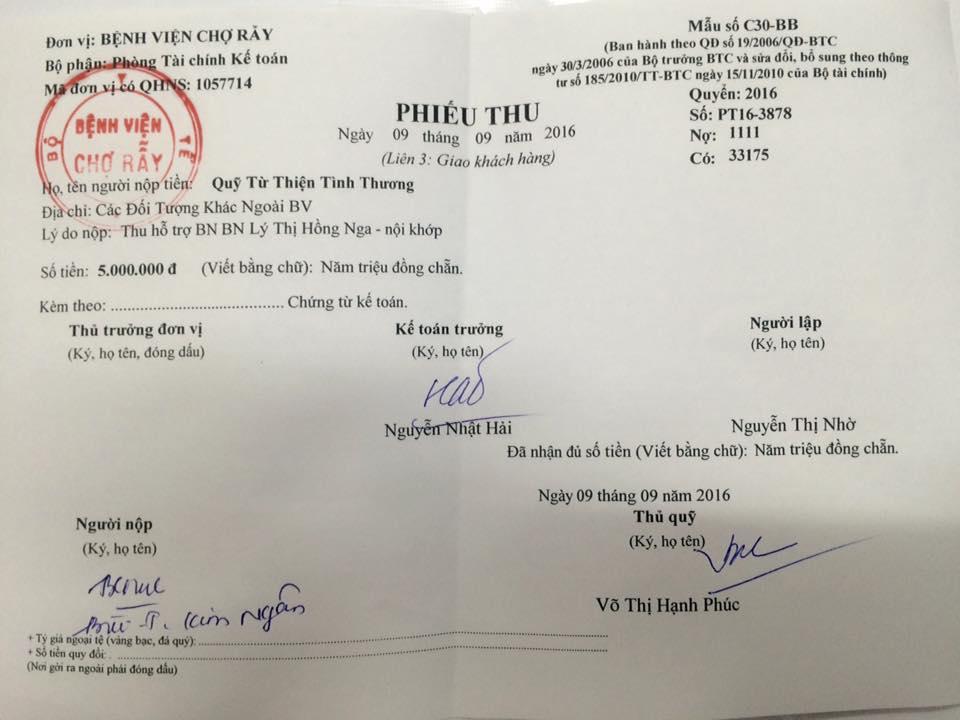 Đơn vị: BỆNH VIỆN CHỢ RẪY
Bộ phận: Phòng Tài chính Kế toán
Mã đơn vị có QHNS: 1057714
Mẫu số C30-BB
(Ban hành theo QĐ số 19/2006/QĐ-BTC
ngày 30/3/2006 của Bộ trưởng BTC và sửa đổi, bổ sung theo thông
tư số 185/2010/TT-BTC ngày 15/11/2010 của Bộ tài chính)
Quyển: 2016
Số: PT16-3878
Nợ: 1111
Có: 33175
PHIẾU THU
Ngày 09 tháng 09 năm 2016
(Liên 3: Giao khách hàng)
BỘ Y TẾ
BỆNH VIỆN
CHỢ RẪY
Họ, tên người nộp tiền: Quỹ Từ Thiện Tình Thương
Địa chỉ: Các Đối Tượng Khác Ngoài BV
Lý do nộp: Thu hỗ trợ BN BN Lý Thị Hồng Nga - nội khớp
Số tiền: 5.000.000 đ (Viết bằng chữ): Năm triệu đồng chẵn.
Kèm theo: ................................... Chứng từ kế toán.
Thủ trưởng đơn vị Kế toán trưởng Người lập
(Ký, họ tên, đóng dấu) (Ký, họ tên) (Ký, họ tên)
Nguyễn Nhật Hải Nguyễn Thị Nhờ
Đã nhận đủ số tiền (Viết bằng chữ): Năm triệu đồng chẵn.
Ngày 09 tháng 09 năm 2016
Người nộp Thủ quỹ
(Ký, họ tên) (Ký, họ tên)
Võ Thị Hạnh Phúc
T. Kim Ngân
+ Tỷ giá ngoại tệ (vàng bạc, đá quý):
+ Số tiền quy đổi:
(Nơi gởi ra ngoài phải đóng dấu)